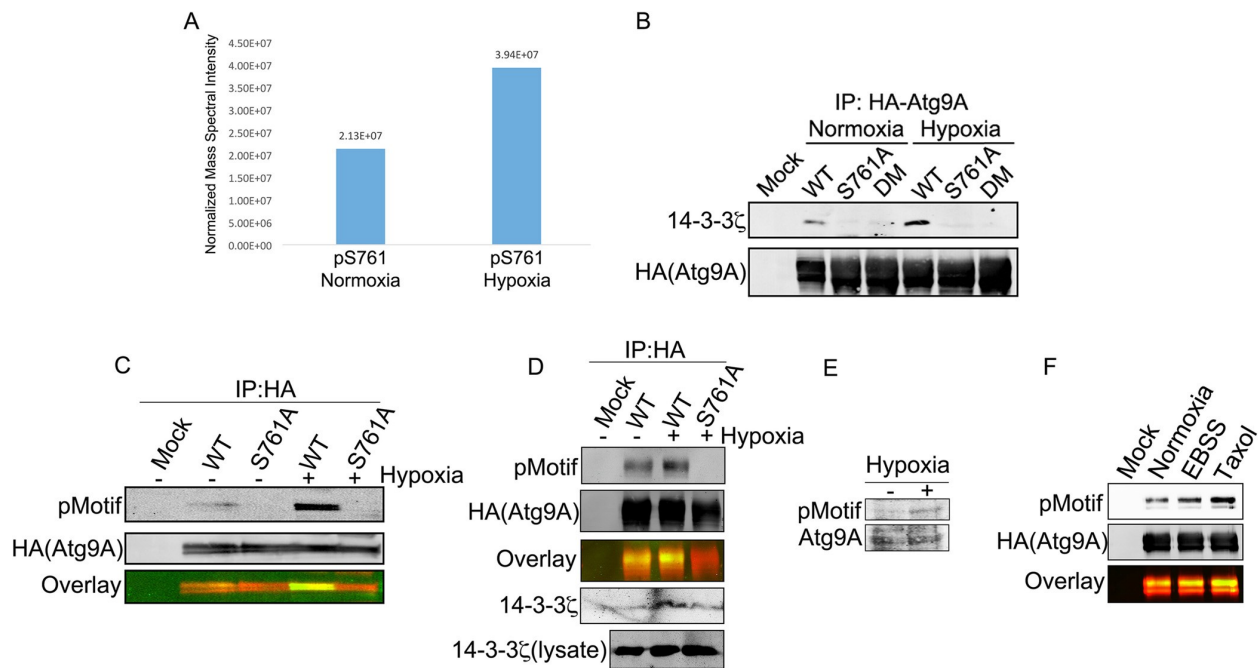 A
Normalized Mass Spectral Intensity
4.50E+07
4.00E+07
3.50E+07
3.00E+07
2.50E+07
2.00E+07
1.50E+07
1.00E+07
5.00E+06
0.00E+00
2.13E+07
3.94E+07
pS761 pS761
Normoxia Hypoxia
B
IP: HA-Atg9A
Normoxia Hypoxia
Mock WT S761A DM WT S761A DM
14-3-3ζ
HA(Atg9A)
C
IP:HA
Mock WT S761A WT S761A
- - - + + Hypoxia
pMotif
HA(Atg9A)
Overlay
D
IP:HA
Mock WT WT S761A
- - + + Hypoxia
pMotif
HA(Atg9A)
Overlay
14-3-3ζ
14-3-3ζ(lysate)
E
Hypoxia
- +
pMotif
Atg9A
F
Mock Normoxia EBSS Taxol
pMotif
HA(Atg9A)
Overlay